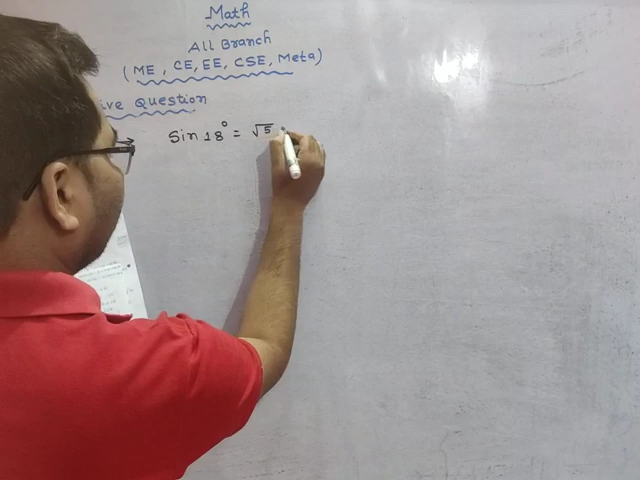 Math
All Branch
(ME, CE, EE, CSE, Meta)
ive Question
Sin 18° = √5